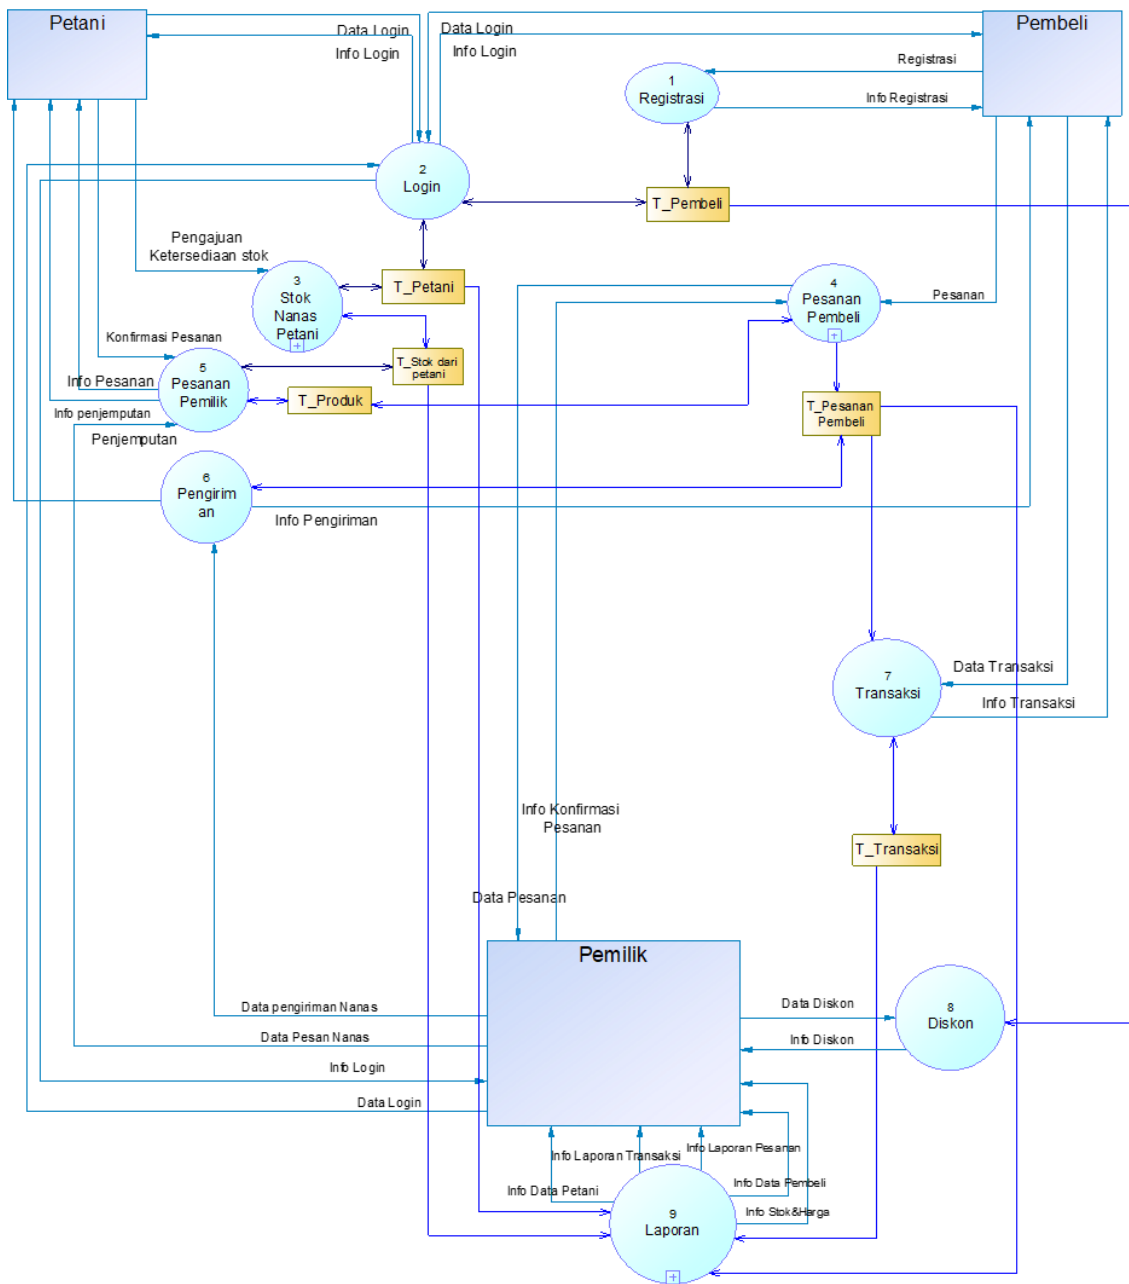 Petani
Pembeli
Data Login
Info Login
Data Login
Info Login
Registrasi
Info Registrasi
1
Registrasi
2
Login
T_Pembeli
Pengajuan
Ketersediaan stok
3
Stok
Nanas
Petani
T_Petani
4
Pesanan
Pembeli
Pesanan
Konfirmasi Pesanan
T_Stok dari
petani
5
Pesanan
Pemilik
Info Pesanan
T_Produk
Info penjemputan
Penjemputan
T_Pesanan
Pembeli
6
Pengirim
an
Info Pengiriman
7
Transaksi
Data Transaksi
Info Transaksi
Info Konfirmasi
Pesanan
T_Transaksi
Data Pesanan
Pemilik
Data pengiriman Nanas
Data Pesan Nanas
Info Login
Data Login
Data Diskon
Info Diskon
8
Diskon
Info Laporan Transaksi
Info Laporan Pesanan
Info Data Petani
Info Data Pembeli
Info Stok&Harga
9
Laporan